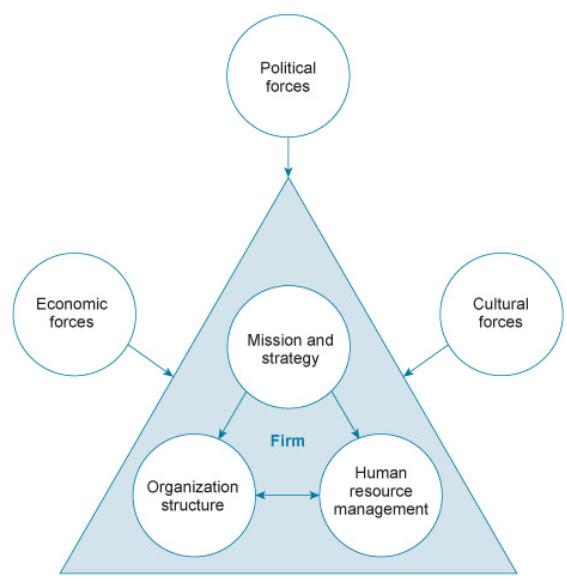 Political
forces
Economic
forces
Cultural
forces
Mission and
strategy
Firm
Organization
structure
Human
resource
management